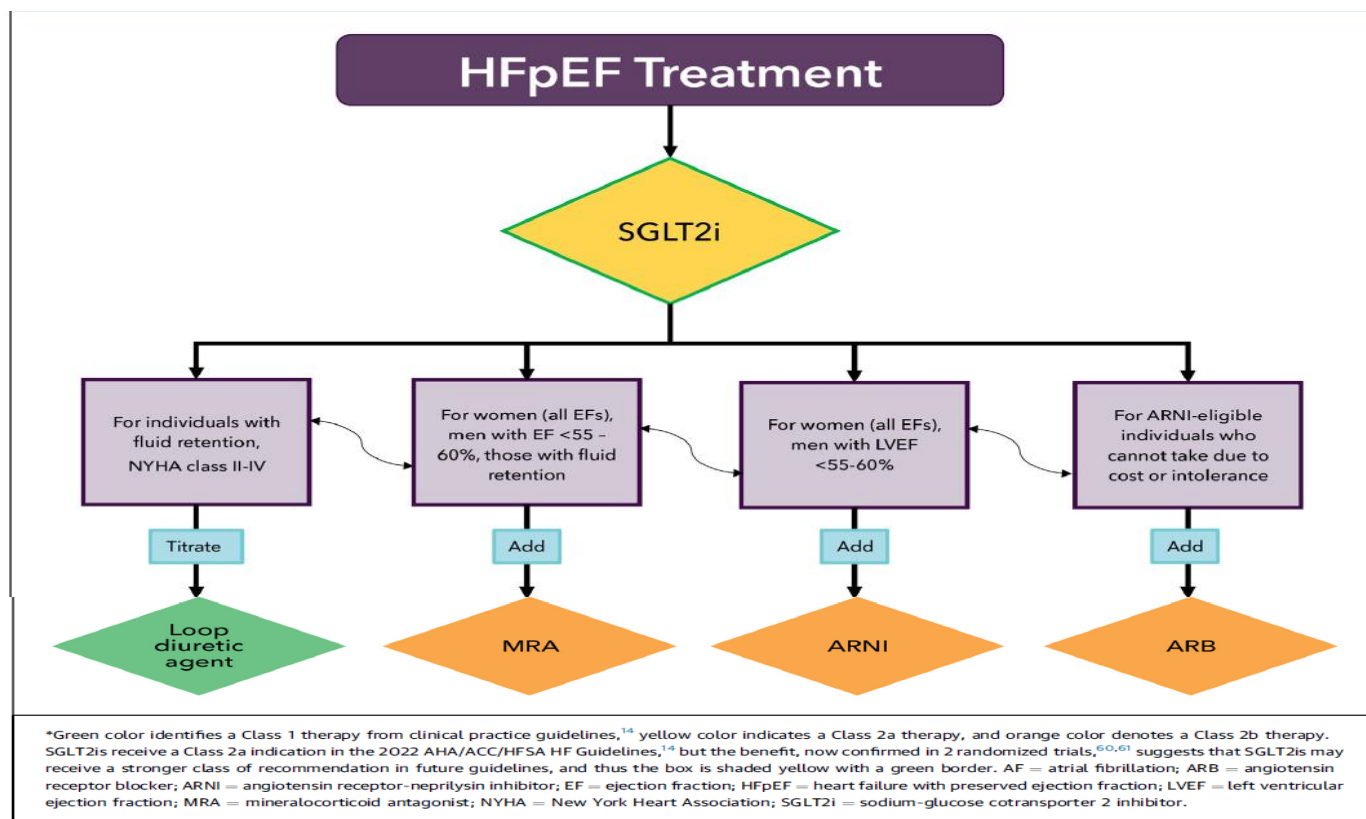 HFpEF Treatment
SGLT2i
For individuals with
fluid retention,
NYHA class II-IV
For women (all EFs),
men with EF <55 –
60%, those with fluid
retention
For women (all EFs),
men with LVEF
<55-60%
For ARNI-eligible
individuals who
cannot take due to
cost or intolerance
Titrate
Add
Add
Add
Loop
diuretic
agent
MRA
ARNI
ARB
*Green color identifies a Class 1 therapy from clinical practice guidelines,14 yellow color indicates a Class 2a therapy, and orange color denotes a Class 2b therapy.
SGLT2is receive a Class 2a indication in the 2022 AHA/ACC/HFSA HF Guidelines,14 but the benefit, now confirmed in 2 randomized trials,60,61 suggests that SGLT2is may
receive a stronger class of recommendation in future guidelines, and thus the box is shaded yellow with a green border. AF = atrial fibrillation; ARB = angiotensin
receptor blocker; ARNI = angiotensin receptor-neprilysin inhibitor; EF = ejection fraction; HFpEF = heart failure with preserved ejection fraction; LVEF = left ventricular
ejection fraction; MRA = mineralocorticoid antagonist; NYHA = New York Heart Association; SGLT2i = sodium-glucose cotransporter 2 inhibitor.